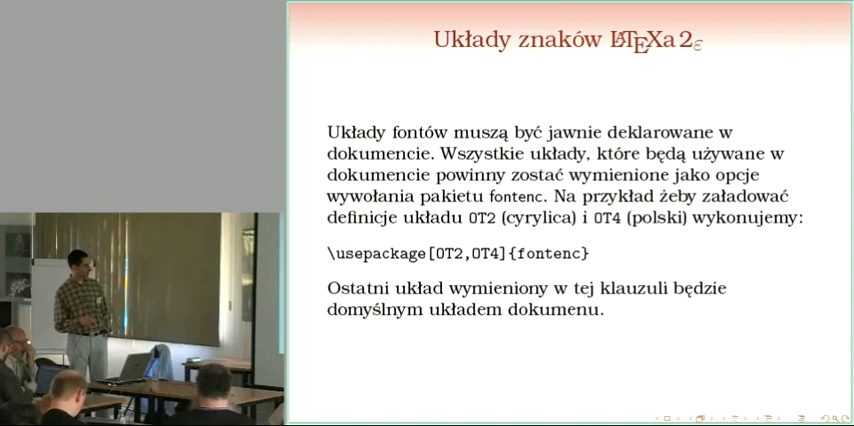 Układy znaków LATEXa 2ε
Układy fontów muszą być jawnie deklarowane w
dokumencie. Wszystkie układy, które będą używane w
dokumencie powinny zostać wymienione jako opcje
wywołania pakietu fontenc. Na przykład żeby załadować
definicje układu OT2 (cyrylica) i OT4 (polski) wykonujemy:
\usepackage[OT2,OT4]{fontenc}
Ostatni układ wymieniony w tej klauzuli będzie
domyślnym układem dokumenu.